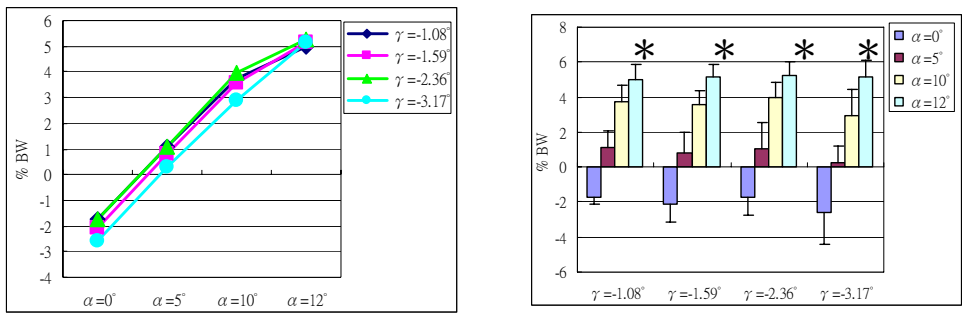 6
5
4
3
2
1
0
-1
-2
-3
-4
% BW
α=0° α=5° α=10° α=12°
γ=-1.08°
γ=-1.59°
γ=-2.36°
γ=-3.17°
8
6
4
2
0
-2
-4
-6
% BW
* * * *
γ=-1.08° γ=-1.59° γ=-2.36° γ=-3.17°
α=0°
α=5°
α=10°
α=12°